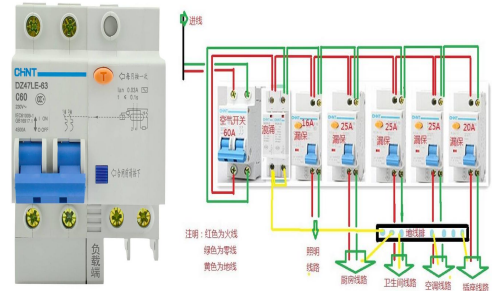 CHNT
DZ47LE-63
C60
负载端
进线
空气开关
60A
浪涌
16A
漏保
25A
漏保
25A
漏保
25A
漏保
20A
漏保
地线排
注明：红色为火线
绿色为零线
黄色为地线
照明
线路
厨房线路
卫生间线路
空调线路
插座线路